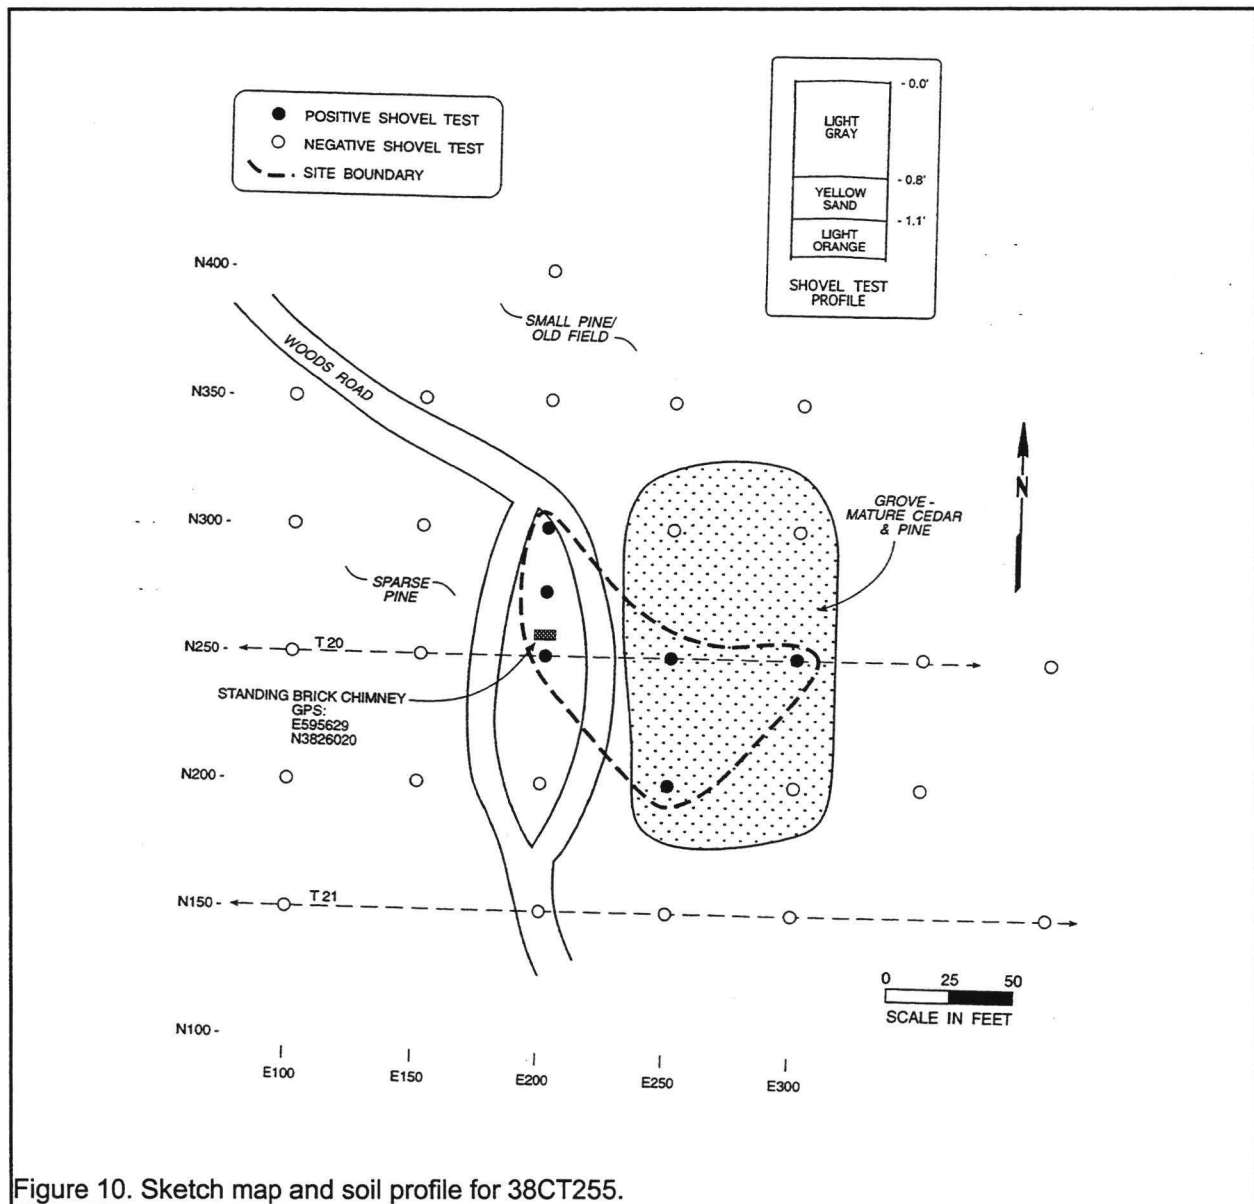 POSITIVE SHOVEL TEST
NEGATIVE SHOVEL TEST
SITE BOUNDARY
- 0.0'
LIGHT
GRAY
- 0.8'
YELLOW
SAND
- 1.1'
LIGHT
ORANGE
SHOVEL TEST
PROFILE
N400 -
SMALL PINE/
OLD FIELD
WOODS ROAD
N350 -
N
GROVE -
MATURE CEDAR
& PINE
N300 -
SPARSE
PINE
N250 -
T 20
STANDING BRICK CHIMNEY
GPS:
E595629
N3826020
N200 -
N150 -
T 21
0 25 50
SCALE IN FEET
N100 -
E100 E150 E200 E250 E300
Figure 10. Sketch map and soil profile for 38CT255.